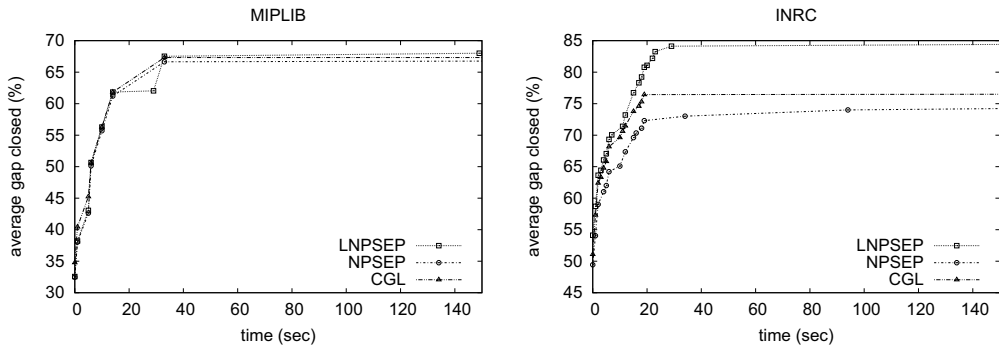 MIPLIB
70
65
60
55
50
45
40
35
30
average gap closed (%)
0 20 40 60 80 100 120 140
time (sec)
LNPSEP
NPSEP
CGL
INRC
85
80
75
70
65
60
55
50
45
average gap closed (%)
0 20 40 60 80 100 120 140
time (sec)
LNPSEP
NPSEP
CGL